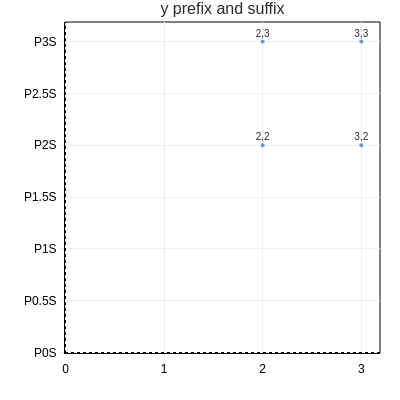 y prefix and suffix
P3S
2,3
3,3
P2.5S
P2S
2,2
3,2
P1.5S
P1S
P0.5S
P0S
0 1 2 3